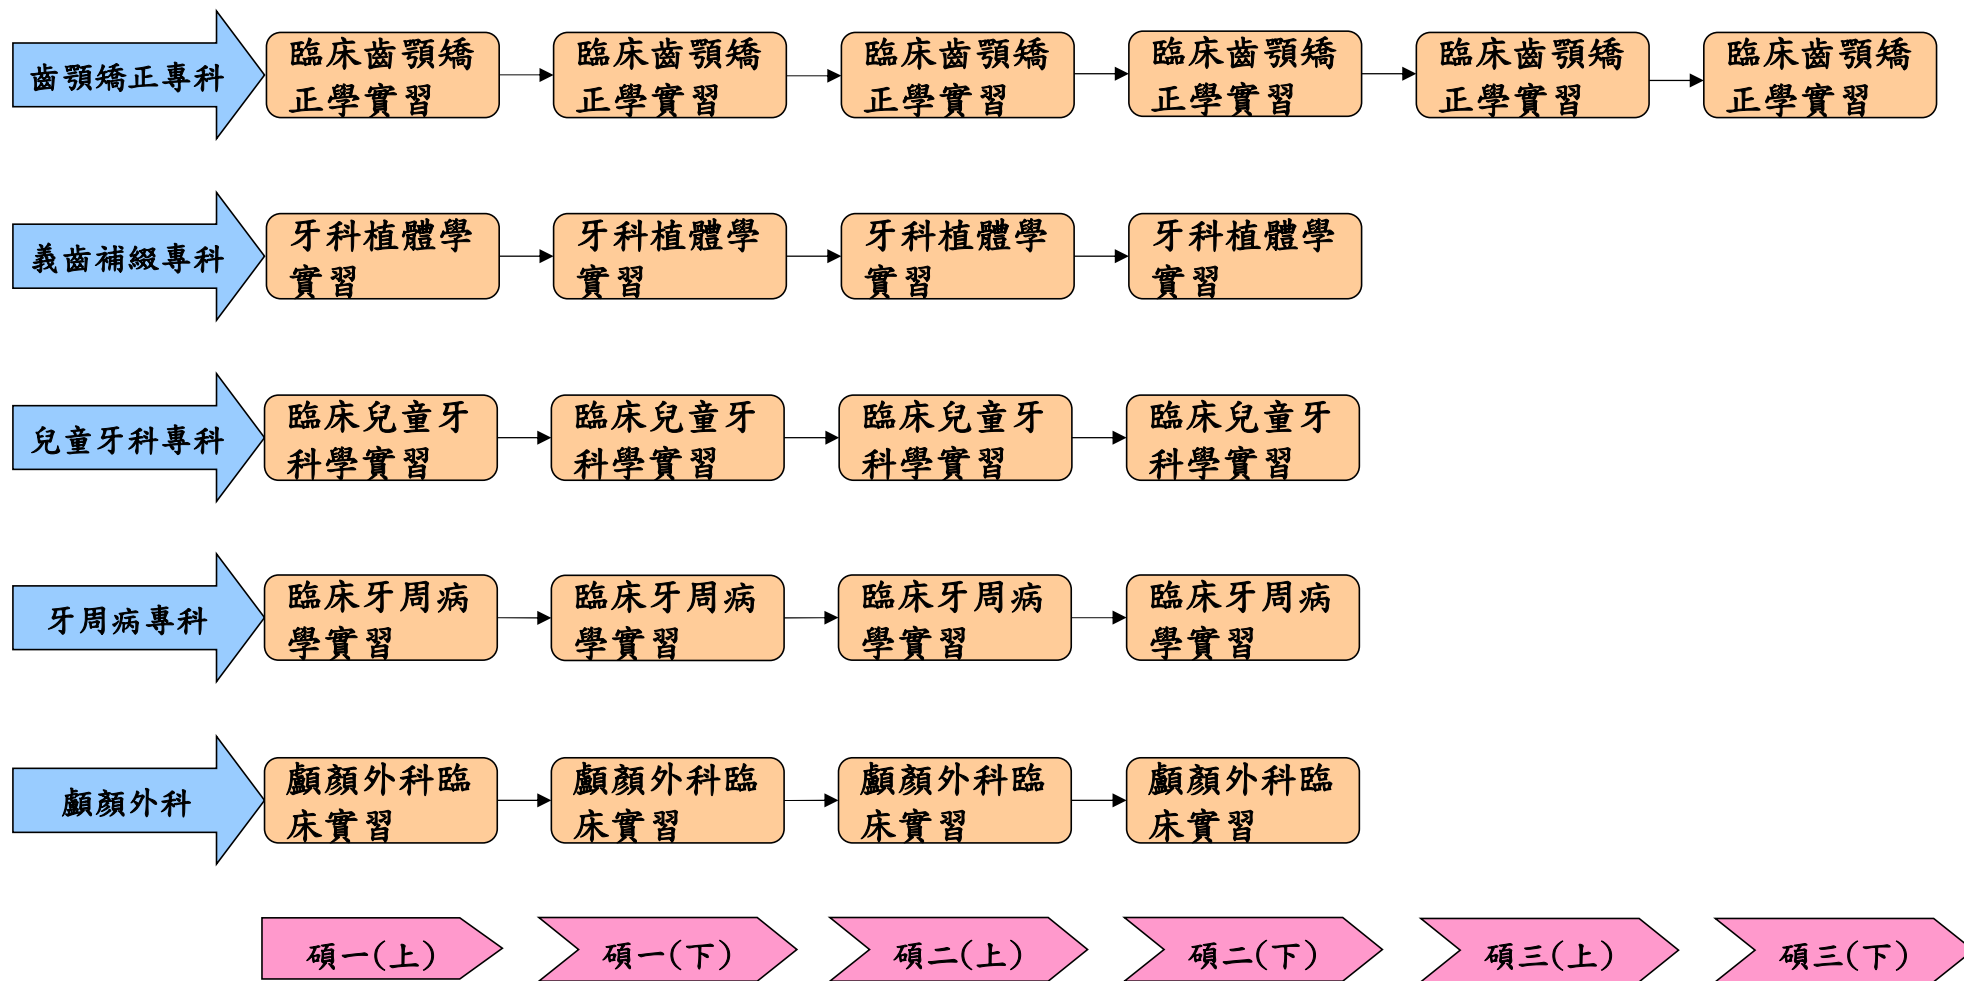 齒顎矯正專科
臨床齒顎矯
正學實習
臨床齒顎矯
正學實習
臨床齒顎矯
正學實習
臨床齒顎矯
正學實習
臨床齒顎矯
正學實習
臨床齒顎矯
正學實習
義齒補綴專科
牙科植體學
實習
牙科植體學
實習
牙科植體學
實習
牙科植體學
實習
兒童牙科專科
臨床兒童牙
科學實習
臨床兒童牙
科學實習
臨床兒童牙
科學實習
臨床兒童牙
科學實習
牙周病專科
臨床牙周病
學實習
臨床牙周病
學實習
臨床牙周病
學實習
臨床牙周病
學實習
顱顏外科
顱顏外科臨
床實習
顱顏外科臨
床實習
顱顏外科臨
床實習
顱顏外科臨
床實習
碩一(上)
碩一(下)
碩二(上)
碩二(下)
碩三(上)
碩三(下)